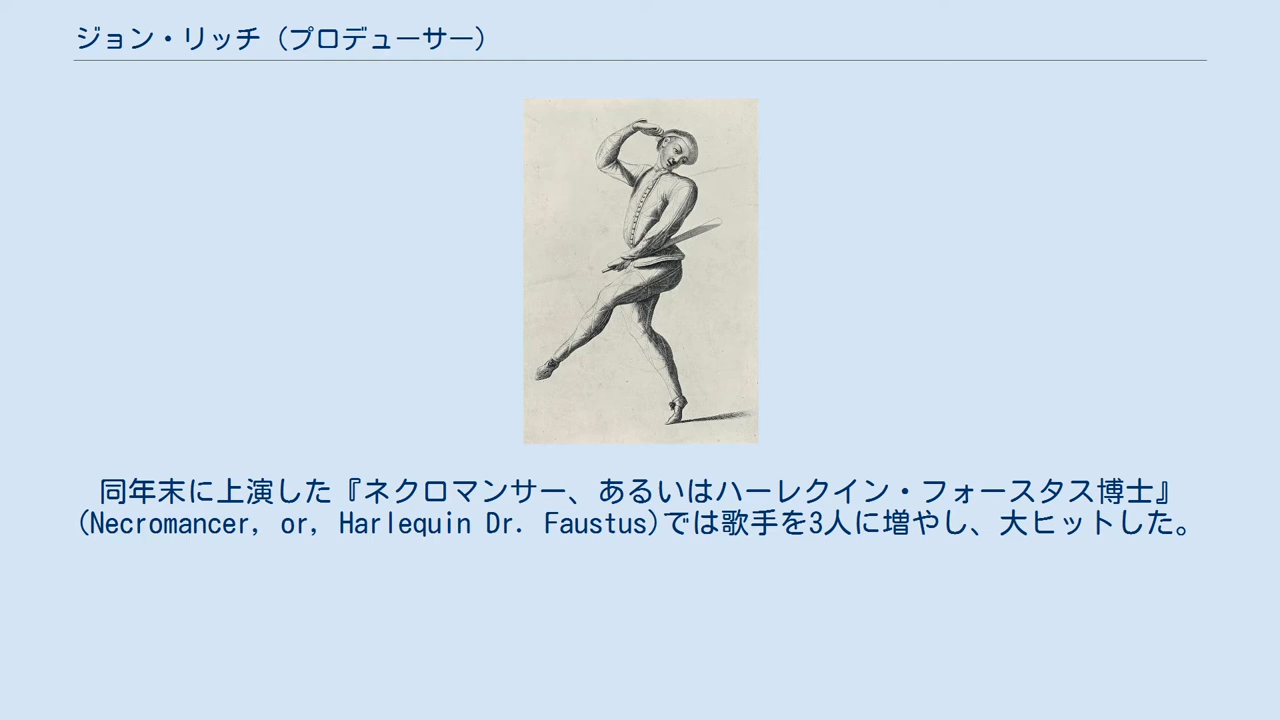 ジョン・リッチ（プロデューサー）
同年末に上演した『ネクロマンサー、あるいはハーレクイン・フォースタス博士』
(Necromancer, or, Harlequin Dr. Faustus)では歌手を3人に増やし、大ヒットした。